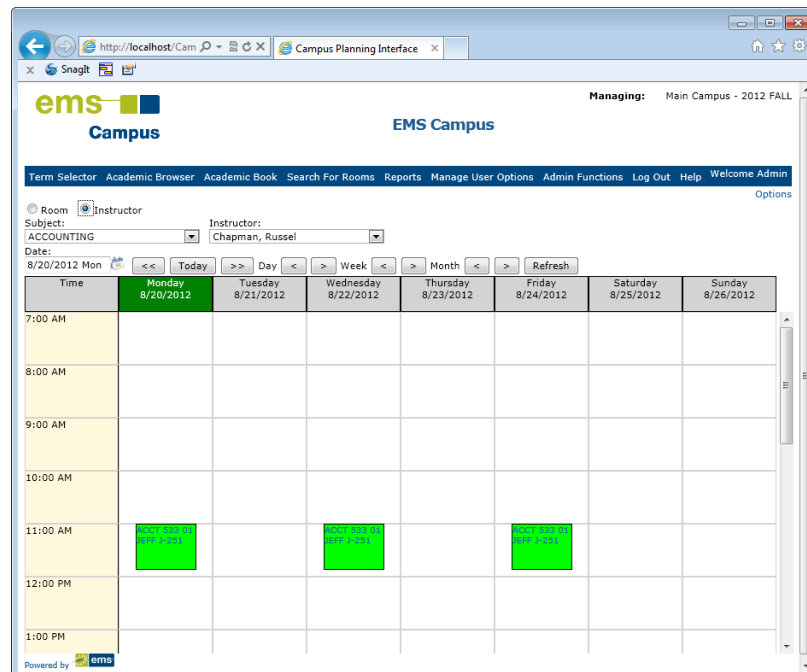 http://localhost/Cam
Campus Planning Interface
x SnagIt
ems
Campus
EMS Campus
Managing: Main Campus - 2012 FALL
Term Selector Academic Browser Academic Book Search For Rooms Reports Manage User Options Admin Functions Log Out Help Welcome Admin
Options
Room Instructor
Subject: Instructor:
ACCOUNTING Chapman, Russel
Date:
8/20/2012 Mon << Today >> Day < > Week < > Month < > Refresh
Time Monday Tuesday Wednesday Thursday Friday Saturday Sunday
8/20/2012 8/21/2012 8/22/2012 8/23/2012 8/24/2012 8/25/2012 8/26/2012
7:00 AM
8:00 AM
9:00 AM
10:00 AM
11:00 AM ACCT 533 01 ACCT 533 01 ACCT 533 01
JEFF J-251 JEFF J-251 JEFF J-251
12:00 PM
1:00 PM
Powered by ems